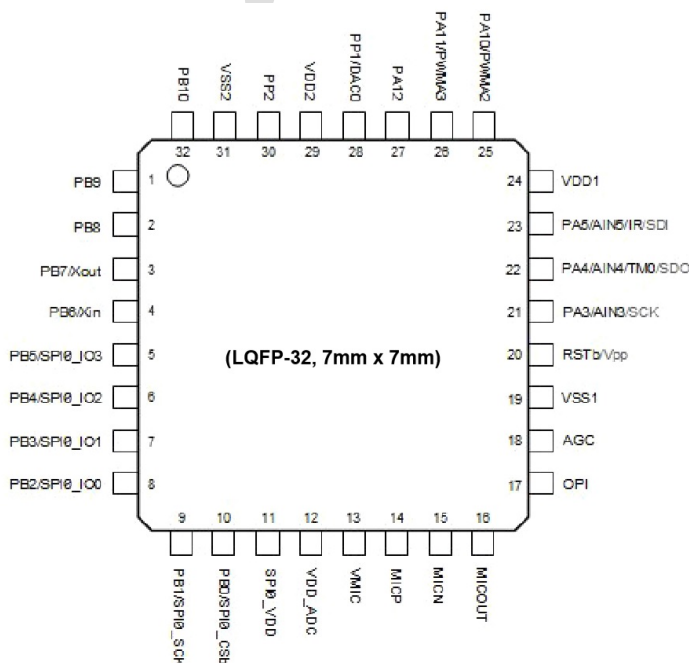 PB10
VSS2
PP2
VDD2
PP1/DAC0
PA12
PA11/PWMA3
PA10/PWMA2
32 31 30 29 28 27 26 25
PB9 1
PB8 2
PB7/Xout 3
PB6/Xin 4
PB5/SPI0_IO3 5
PB4/SPI0_IO2 6
PB3/SPI0_IO1 7
PB2/SPI0_IO0 8
(LQFP-32, 7mm x 7mm)
24 VDD1
23 PA5/AIN5/IR/SDI
22 PA4/AIN4/TM0/SDO
21 PA3/AIN3/SCK
20 RSTb/Vpp
19 VSS1
18 AGC
17 OPI
9 10 11 12 13 14 15 16
PB1/SPI0_SCK
PB0/SPI0_CSb
SPI0_VDD
VDD_ADC
VMIC
MICP
MICN
MICOUT